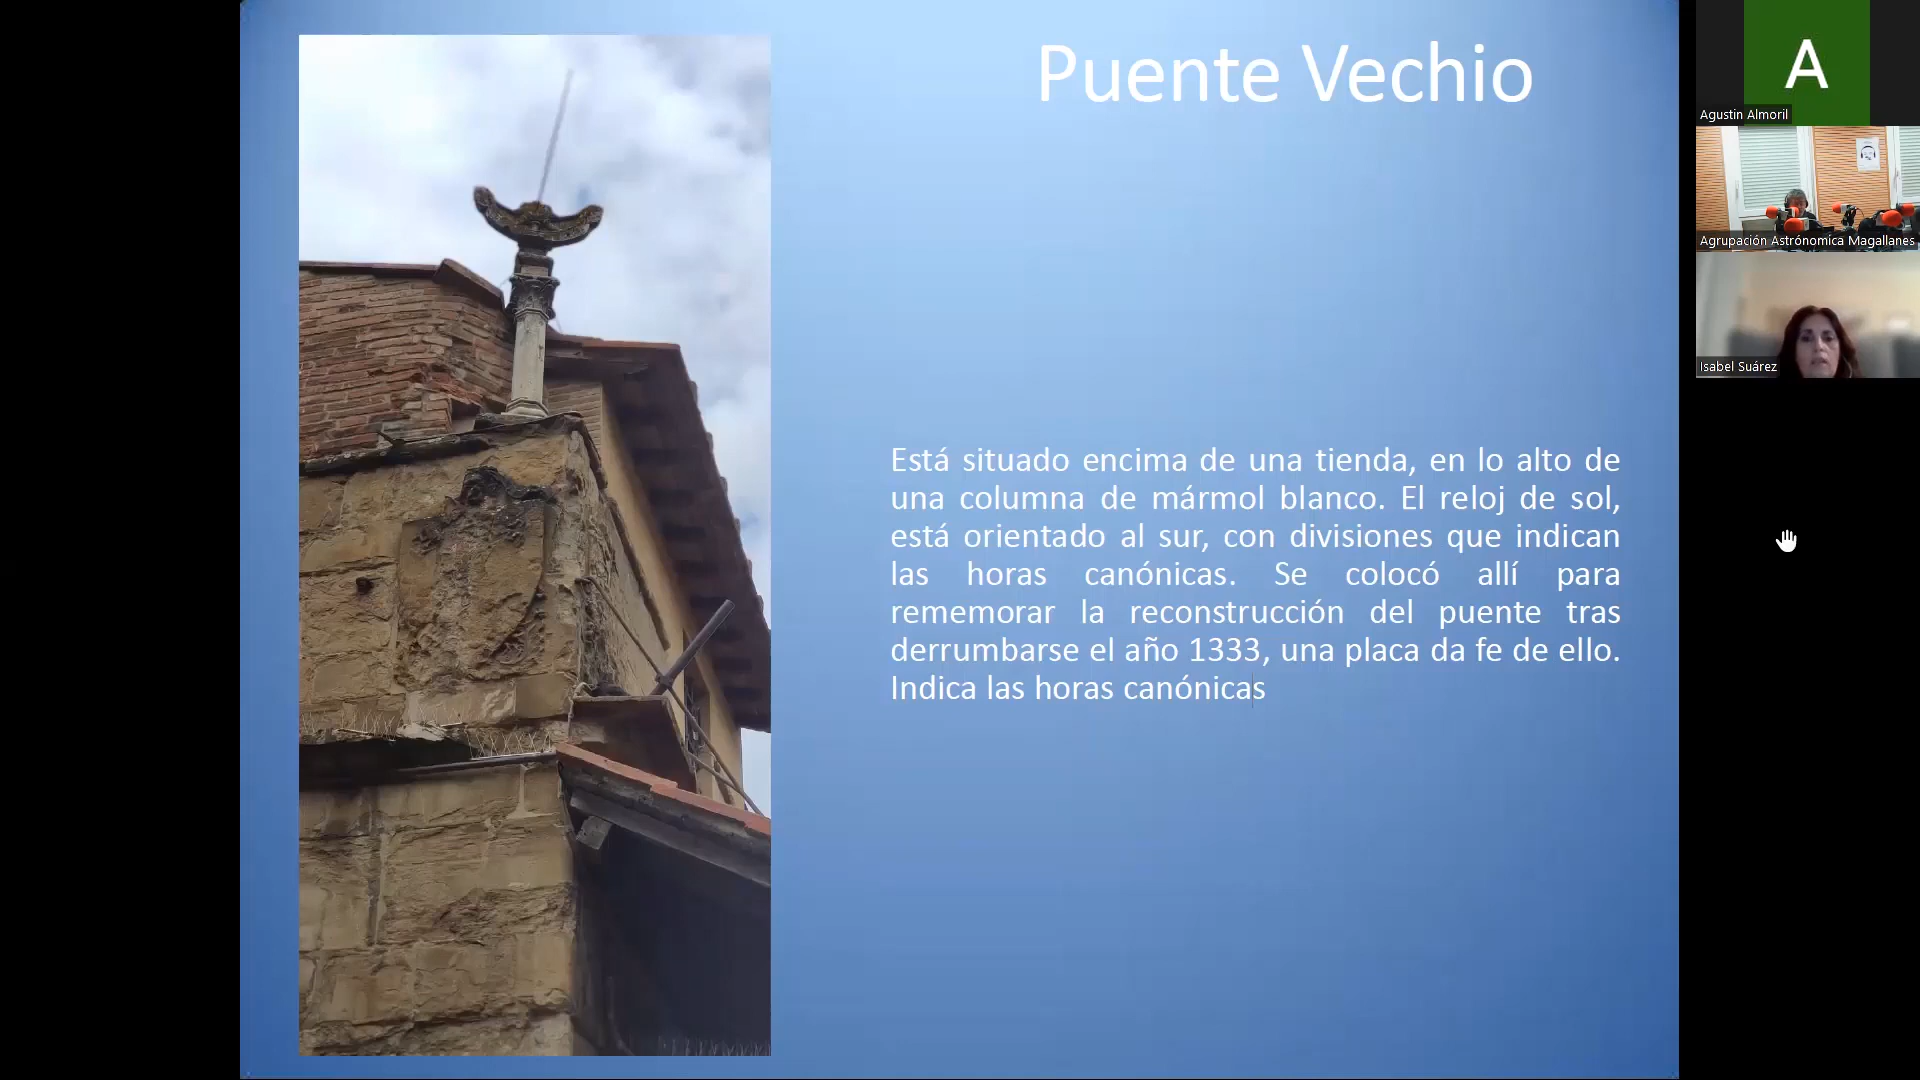 Puente Vechio
Está situado encima de una tienda, en lo alto de
una columna de mármol blanco. El reloj de sol,
está orientado al sur, con divisiones que indican
las horas canónicas. Se colocó allí para
rememorar la reconstrucción del puente tras
derrumbarse el año 1333, una placa da fe de ello.
Indica las horas canónicas
A
Agustin Almoril
Agrupación Astrónomica Magallanes
Isabel Suárez